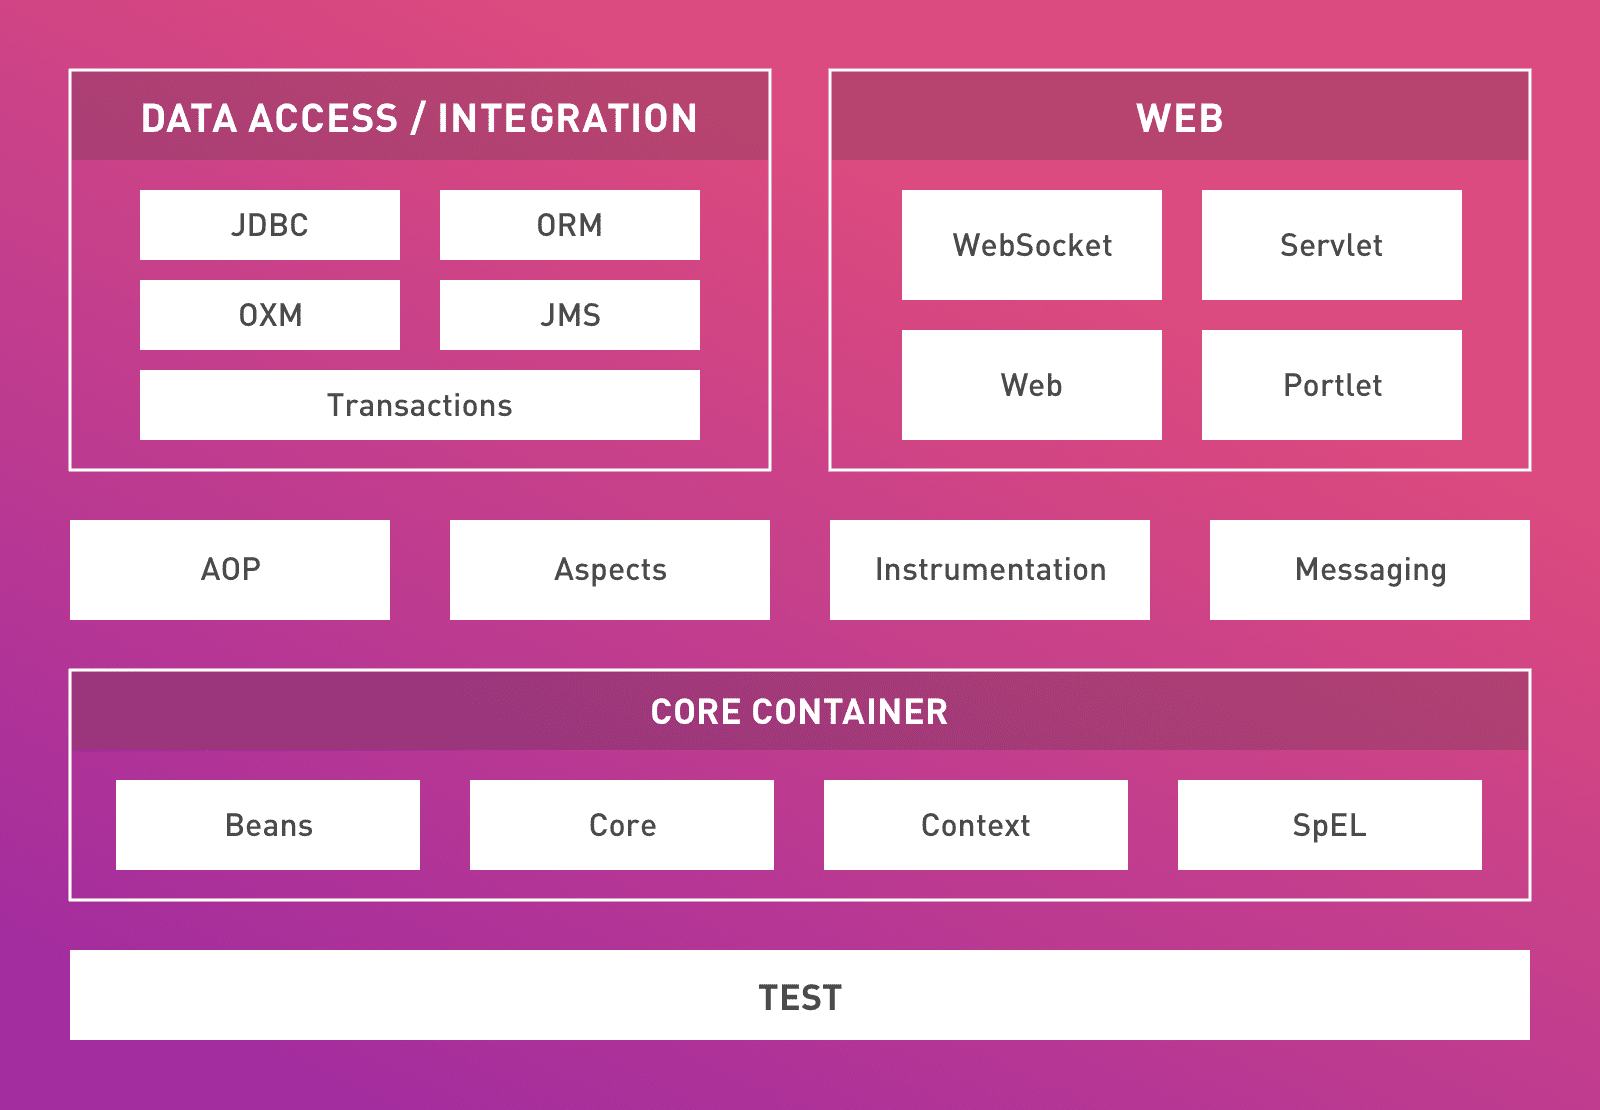 DATA ACCESS / INTEGRATION
JDBC
ORM
OXM
JMS
Transactions
WEB
WebSocket
Servlet
Web
Portlet
AOP
Aspects
Instrumentation
Messaging
CORE CONTAINER
Beans
Core
Context
SpEL
TEST